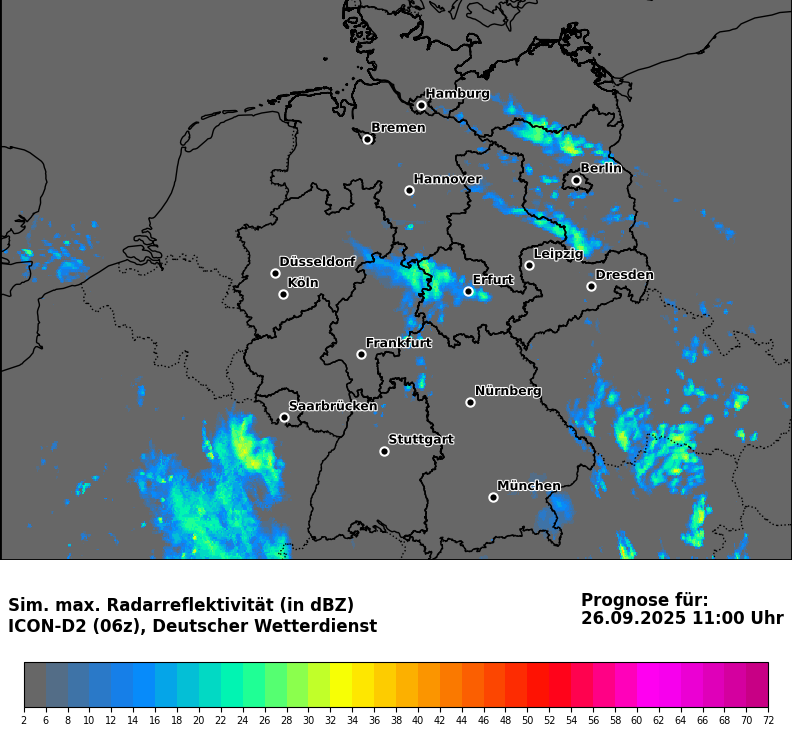 Hamburg
Bremen
Berlin
Hannover
Leipzig
Düsseldorf
Dresden
Köln
Erfurt
Frankfurt
Nürnberg
Saarbrücken
Stuttgart
München
Sim. max. Radarreflektivität (in dBZ)
ICON-D2 (06z), Deutscher Wetterdienst
Prognose für:
26.09.2025 11:00 Uhr
2 6 8 10 12 14 16 18 20 22 24 26 28 30 32 34 36 38 40 42 44 46 48 50 52 54 56 58 60 62 64 66 68 70 72